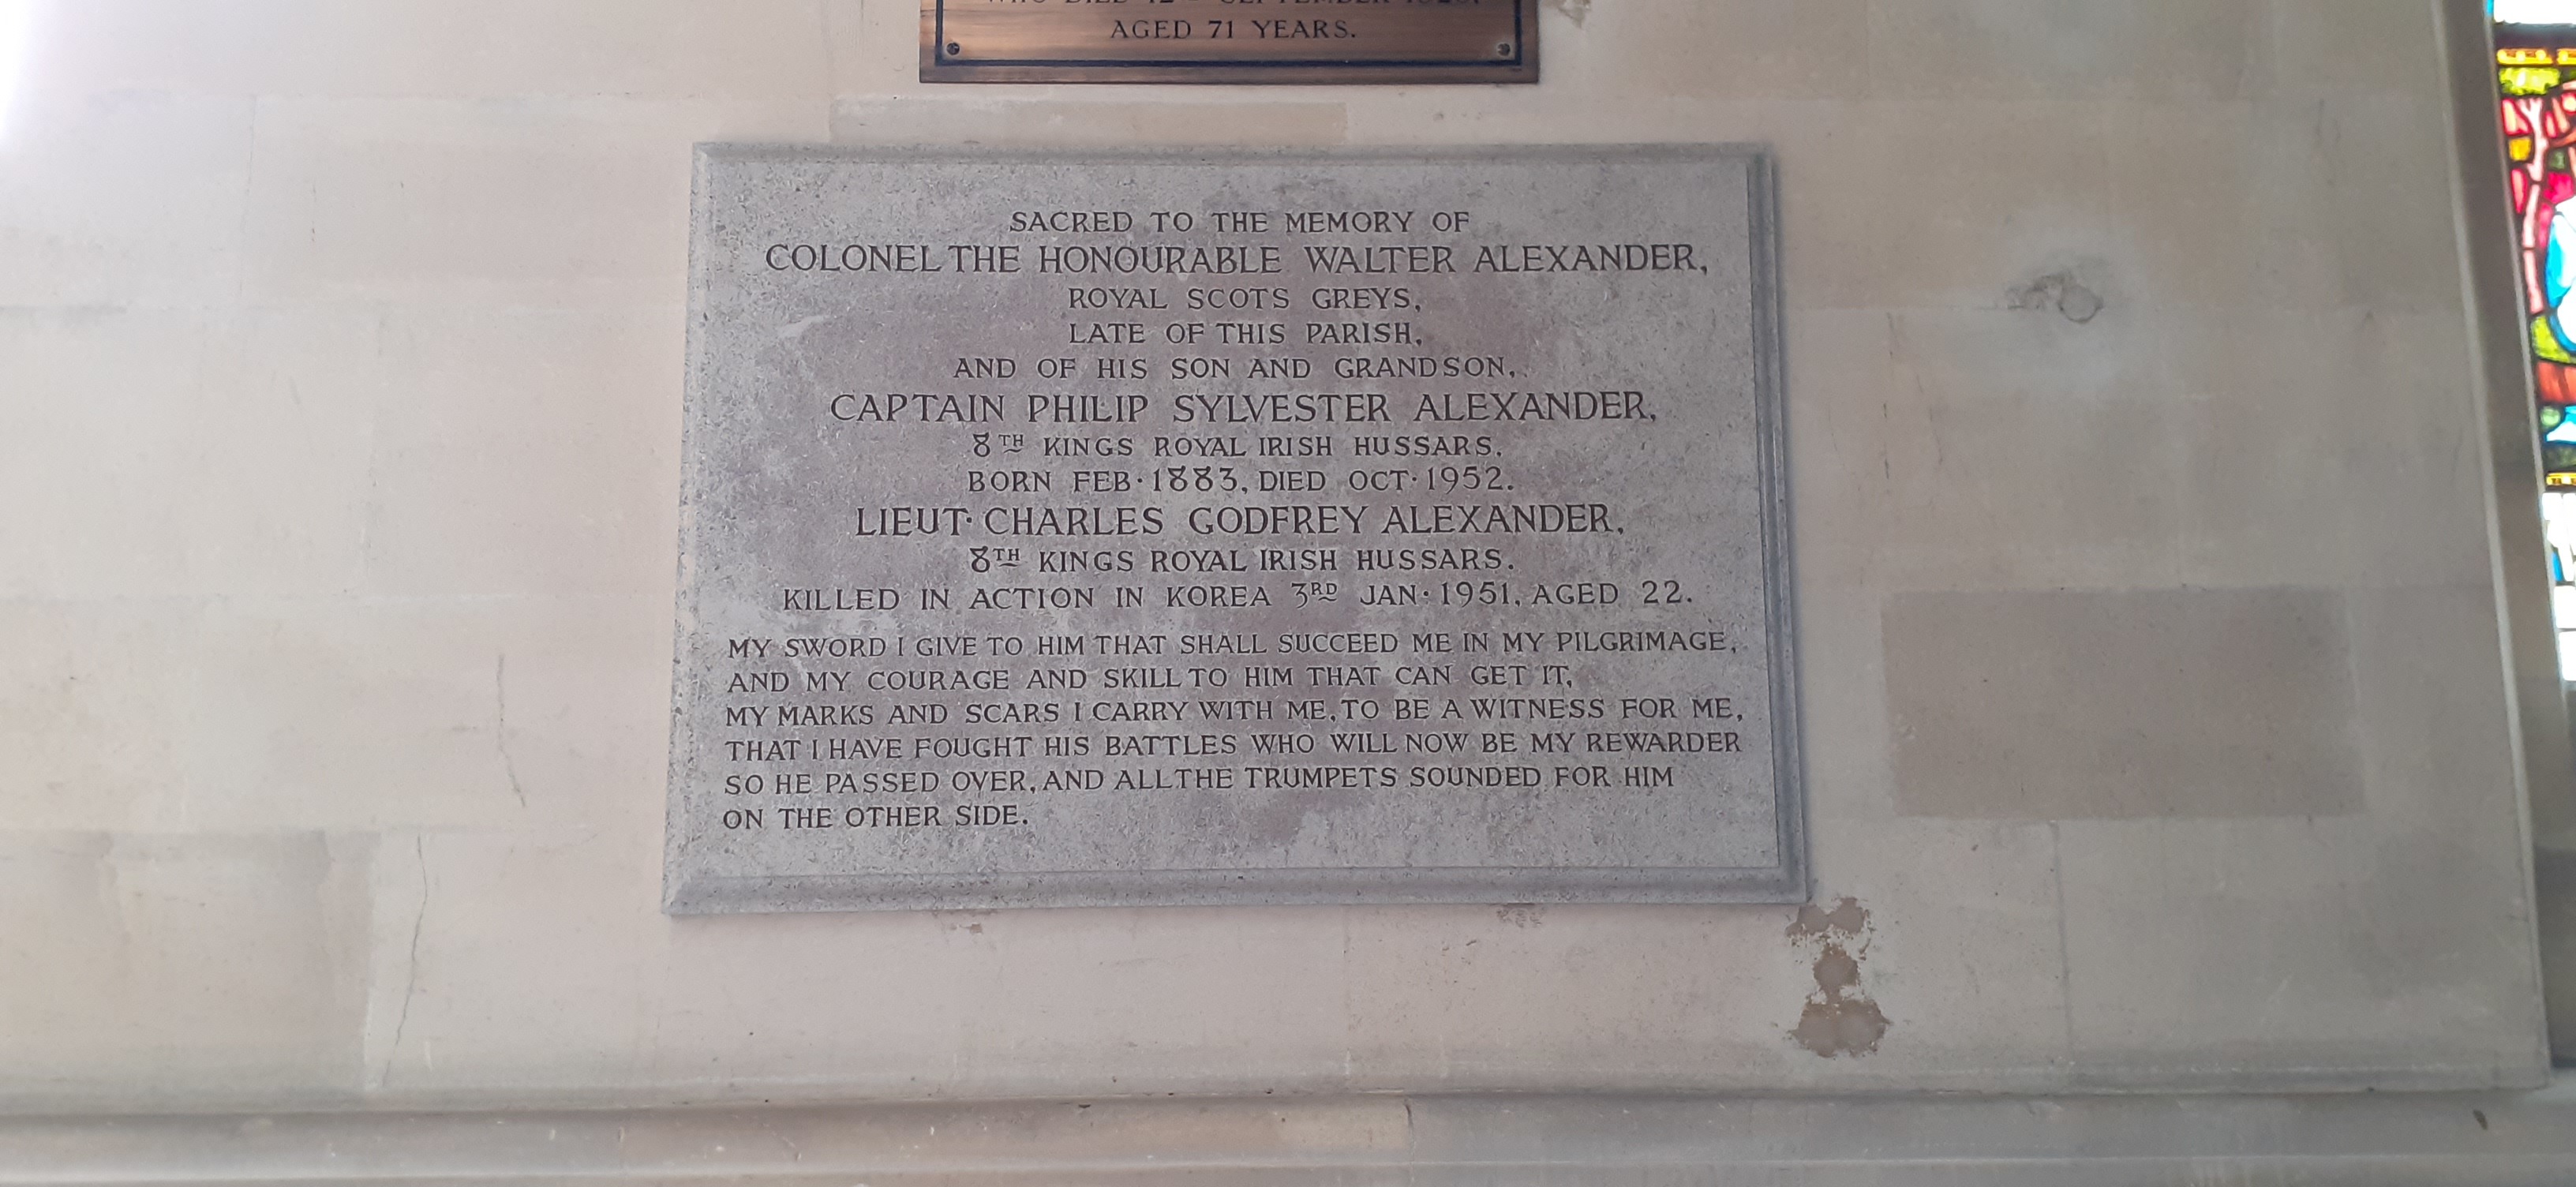 AGED 71 YEARS.
SACRED TO THE MEMORY OF
COLONEL THE HONOURABLE WALTER ALEXANDER,
ROYAL SCOTS GREYS,
LATE OF THIS PARISH,
AND OF HIS SON AND GRANDSON,
CAPTAIN PHILIP SYLVESTER ALEXANDER,
8TH KINGS ROYAL IRISH HUSSARS.
BORN FEB· 1883, DIED OCT· 1952.
LIEUT· CHARLES GODFREY ALEXANDER,
8TH KINGS ROYAL IRISH HUSSARS.
KILLED IN ACTION IN KOREA 3RD JAN· 1951, AGED 22.
MY SWORD I GIVE TO HIM THAT SHALL SUCCEED ME IN MY PILGRIMAGE,
AND MY COURAGE AND SKILL TO HIM THAT CAN GET IT,
MY MARKS AND SCARS I CARRY WITH ME, TO BE A WITNESS FOR ME,
THAT I HAVE FOUGHT HIS BATTLES WHO WILL NOW BE MY REWARDER
SO HE PASSED OVER, AND ALL THE TRUMPETS SOUNDED FOR HIM
ON THE OTHER SIDE.